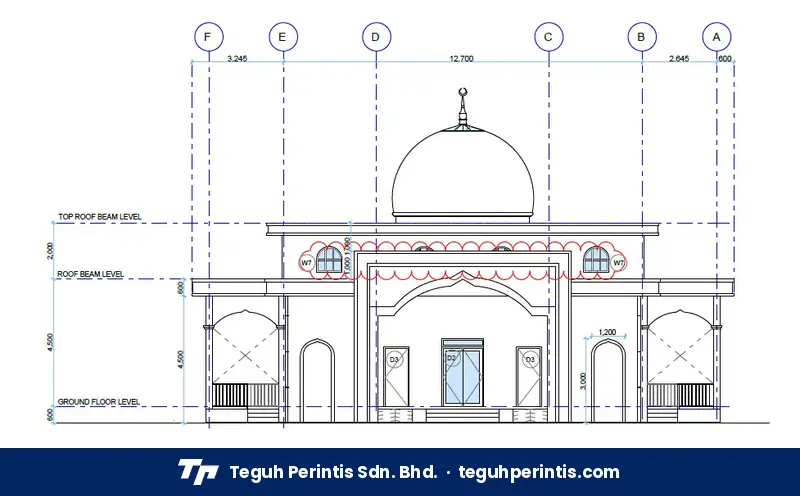 F E D C B A
3.245 12.700 2.645 600
TOP ROOF BEAM LEVEL
2,000
1,000
1,000
W7 W7
ROOF BEAM LEVEL
600
4,500
4,500
1,200
D3 D2 D3
3,000
GROUND FLOOR LEVEL
600
Teguh Perintis Sdn. Bhd. · teguhperintis.com